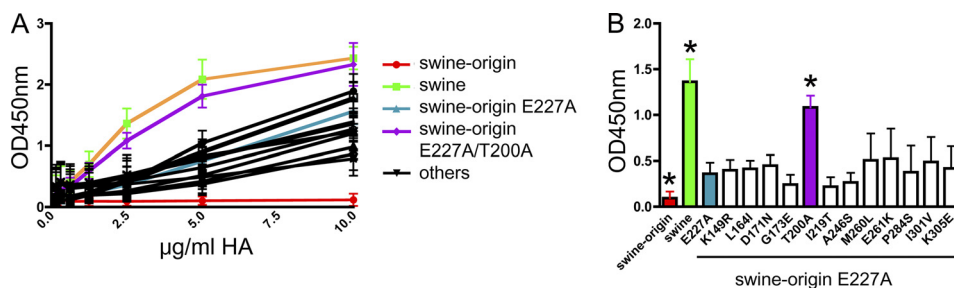 A
OD450nm
3
2
1
0
0.0
2.5
5.0
7.5
10.0
µg/ml HA
swine-origin
swine
swine-origin E227A
swine-origin
E227A/T200A
others
B
OD450nm
2.0
1.5
1.0
0.5
0.0
*
*
*
swine-origin
swine
E227A
K149R
L164I
D171N
G173E
T200A
I219T
A246S
M260L
E261K
P284S
I301V
K305E
swine-origin E227A